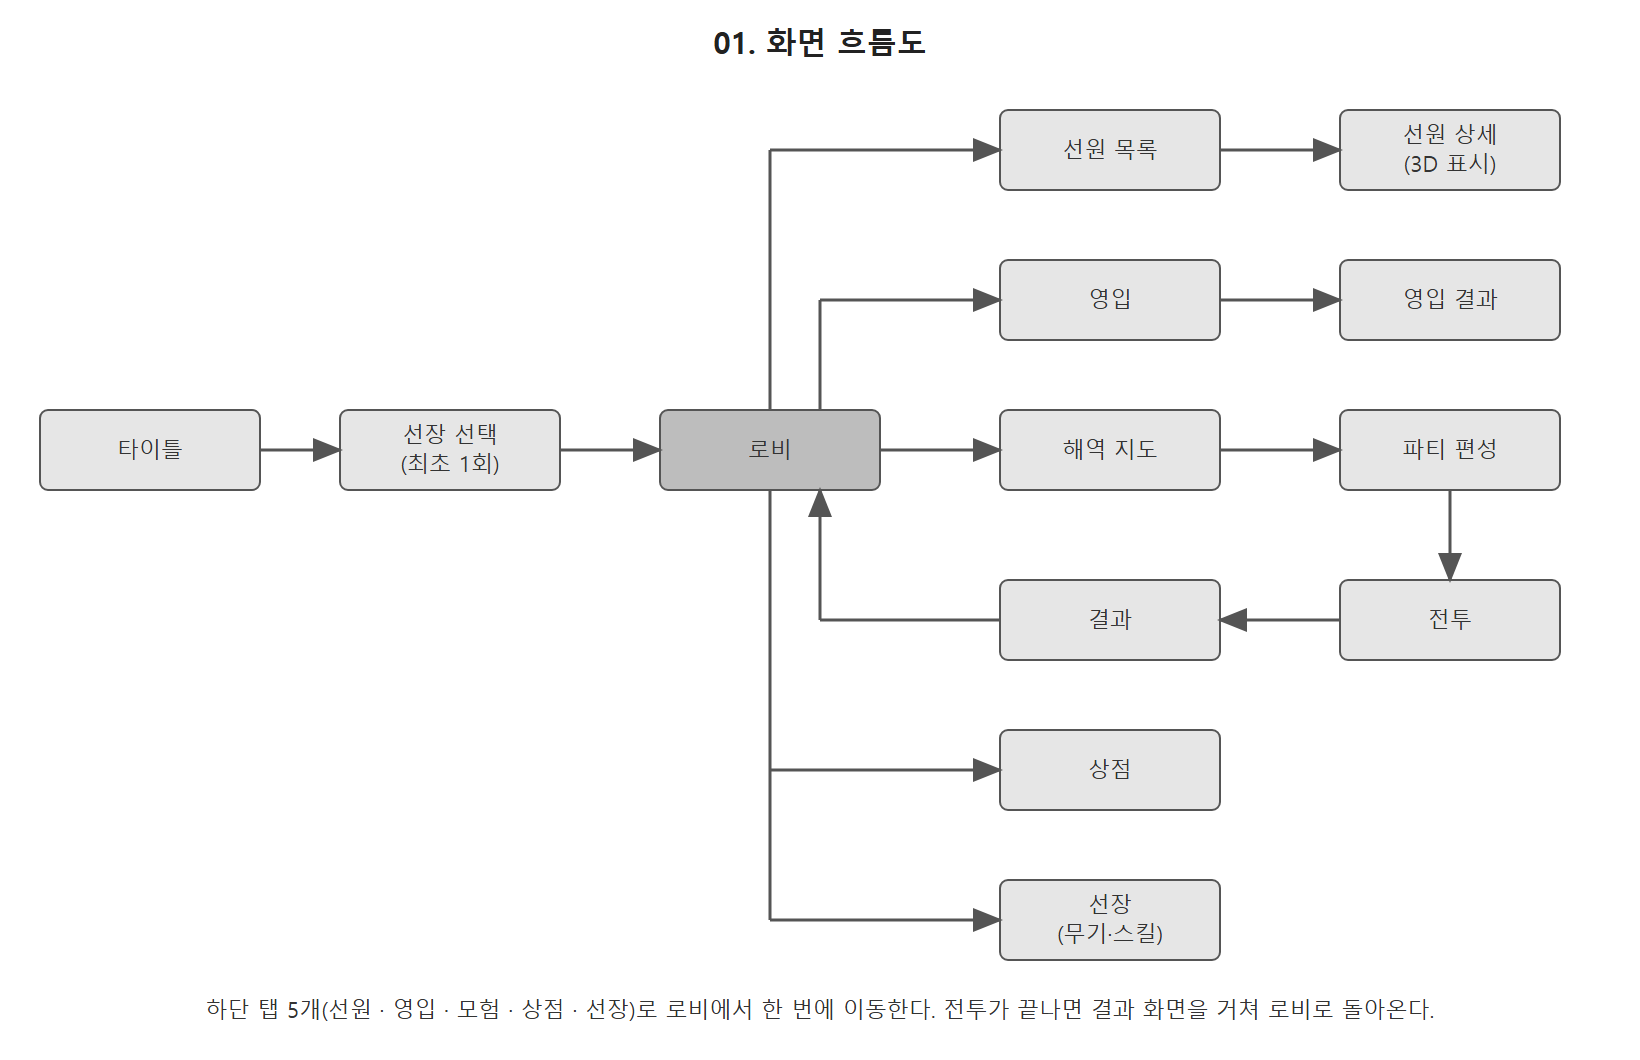 01. 화면 흐름도
선원 목록
선원 상세
(3D 표시)
영입
영입 결과
타이틀
선장 선택
(최초 1회)
로비
해역 지도
파티 편성
결과
전투
상점
선장
(무기·스킬)
하단 탭 5개(선원 · 영입 · 모험 · 상점 · 선장)로 로비에서 한 번에 이동한다. 전투가 끝나면 결과 화면을 거쳐 로비로 돌아온다.